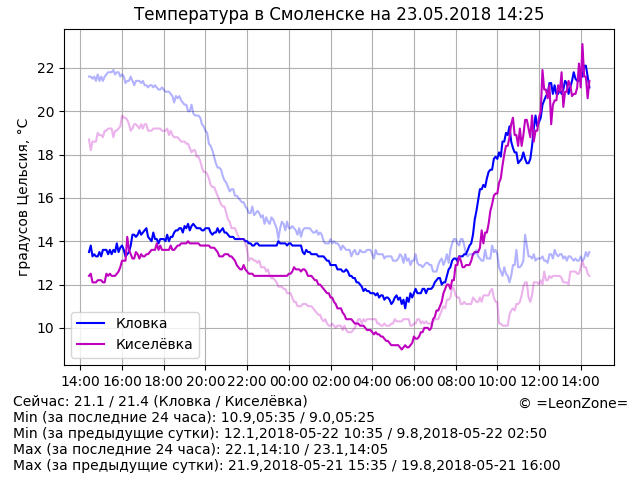 Температура в Смоленске на 23.05.2018 14:25
градусов Цельсия, °C
22
20
18
16
14
12
10
Кловка
Киселёвка
14:00 16:00 18:00 20:00 22:00 00:00 02:00 04:00 06:00 08:00 10:00 12:00 14:00
Сейчас: 21.1 / 21.4 (Кловка / Киселёвка)
© =LeonZone=
Min (за последние 24 часа): 10.9,05:35 / 9.0,05:25
Min (за предыдущие сутки): 12.1,2018-05-22 10:35 / 9.8,2018-05-22 02:50
Max (за последние 24 часа): 22.1,14:10 / 23.1,14:05
Max (за предыдущие сутки): 21.9,2018-05-21 15:35 / 19.8,2018-05-21 16:00